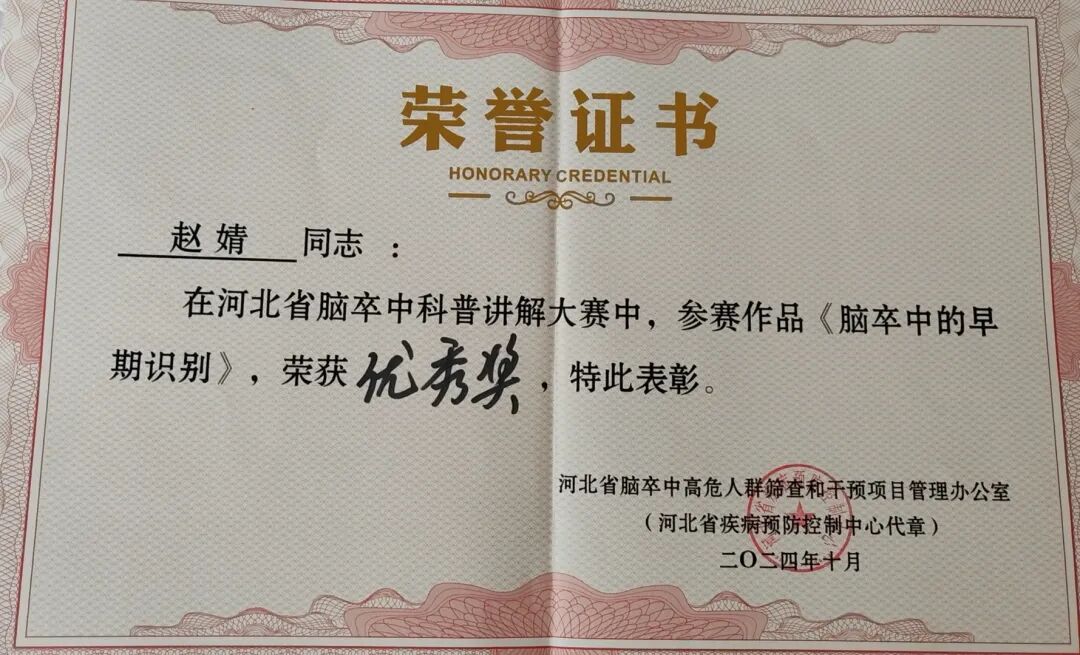 荣誉证书
HONORARY CREDENTIAL
赵婧 同志：
在河北省脑卒中科普讲解大赛中，参赛作品《脑卒中的早
期识别》，荣获优秀奖，特此表彰。
河北省脑卒中高危人群筛查和干预项目管理办公室
（河北省疾病预防控制中心代章）
二〇二四年十月